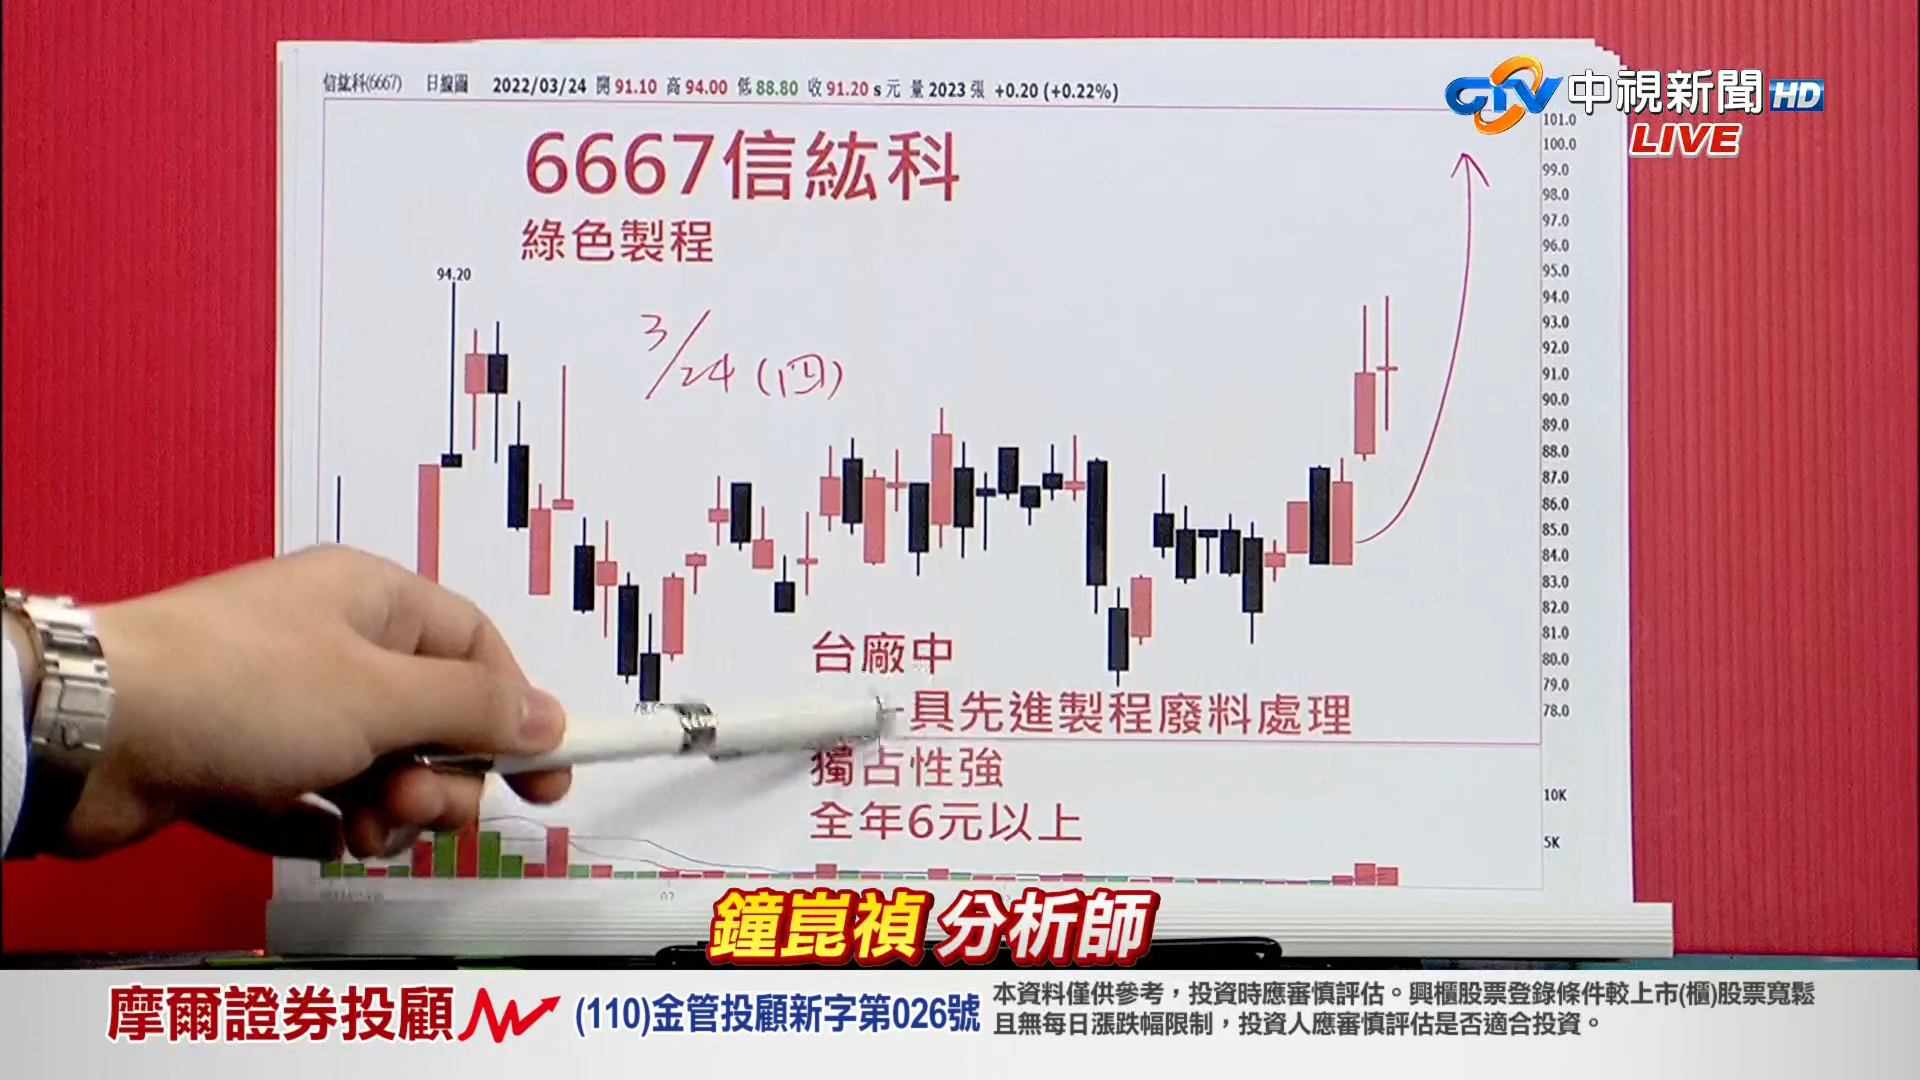 信紘科(6667) 日線圖 2022/03/24 開 91.10 高 94.00 低 88.80 收 91.20 s 元 量 2023 張 +0.20 (+0.22%)
CTV 中視新聞 HD
LIVE
6667信紘科
綠色製程
94.20
3/24 (四)
101.0
100.0
99.0
98.0
97.0
96.0
95.0
94.0
93.0
92.0
91.0
90.0
89.0
88.0
87.0
86.0
85.0
84.0
83.0
82.0
81.0
80.0
79.0
78.0
10K
5K
台廠中
具先進製程廢料處理
獨占性強
全年6元以上
02
鐘崑禎 分析師
摩爾證券投顧 (110)金管投顧新字第026號
本資料僅供參考，投資時應審慎評估。興櫃股票登錄條件較上市(櫃)股票寬鬆
且無每日漲跌幅限制，投資人應審慎評估是否適合投資。